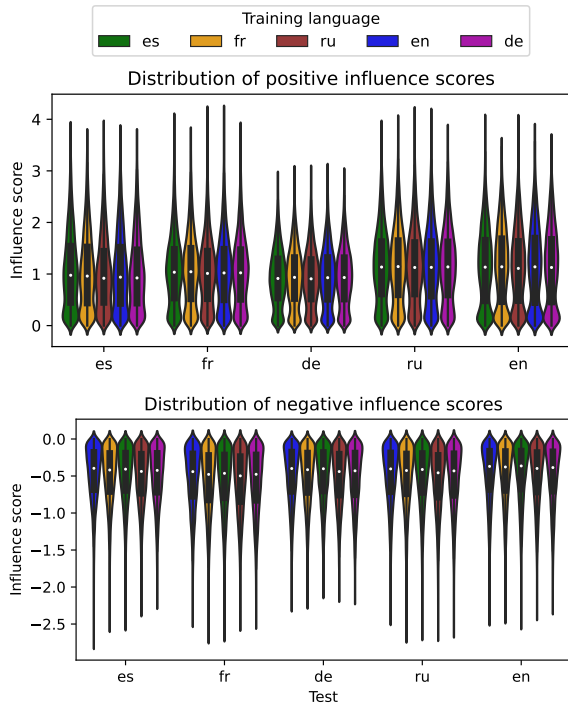 Training language
es fr ru en de
Distribution of positive influence scores
Influence score
4
3
2
1
0
es fr de ru en
Distribution of negative influence scores
Influence score
0.0
−0.5
−1.0
−1.5
−2.0
−2.5
es fr de ru en
Test